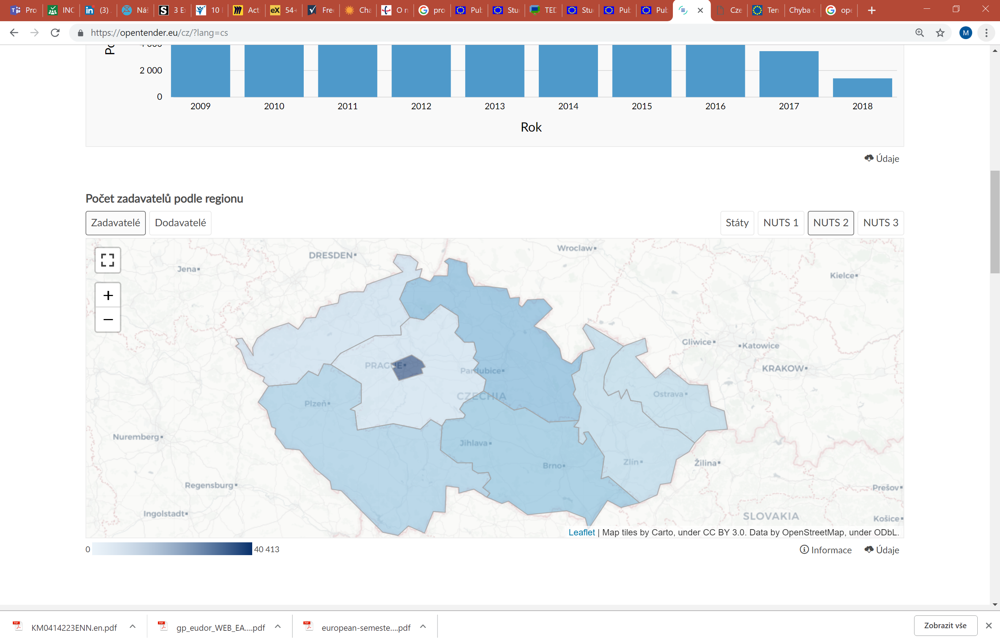 Pro
INC
(3)
Náš
3 E
10
Act
54
Free
Cha
O n
pro
Pub
Stu
TED
Stu
Pub
Pub
Cze
Ten
Chyba
ope
https://opentender.eu/cz/?lang=cs
M
2 000
0
2009 2010 2011 2012 2013 2014 2015 2016 2017 2018
Rok
Údaje
Počet zadavatelů podle regionu
Zadavatelé Dodavatelé
Státy NUTS 1 NUTS 2 NUTS 3
+
−
Wroclaw
DRESDEN
Jena
Kielce
Gliwice
Katowice
PRAGUE
KRAKOW
Pardubice
Ostrava
CZECHIA
Plzeň
Nuremberg
Jihlava
Zlín
Žilina
Brno
Regensburg
Prešov
Ingolstadt
SLOVAKIA
Košice
Leaflet | Map tiles by Carto, under CC BY 3.0. Data by OpenStreetMap, under ODbL.
0 40 413
Informace Údaje
KM0414223ENN.en.pdf gp_eudor_WEB_EA....pdf european-semeste....pdf Zobrazit vše